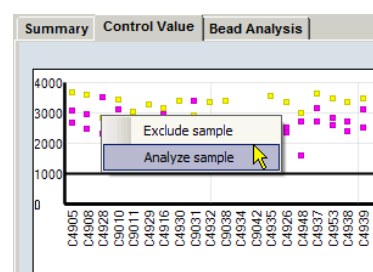 Summary Control Value Bead Analysis
4000
3000
Exclude sample
2000
Analyze sample
1000
0
C4905
C4908
C4928
C9010
C9011
C4929
C4916
C4930
C9031
C4932
C9038
C4934
C9042
C4935
C4926
C4948
C4937
C4953
C4938
C4939